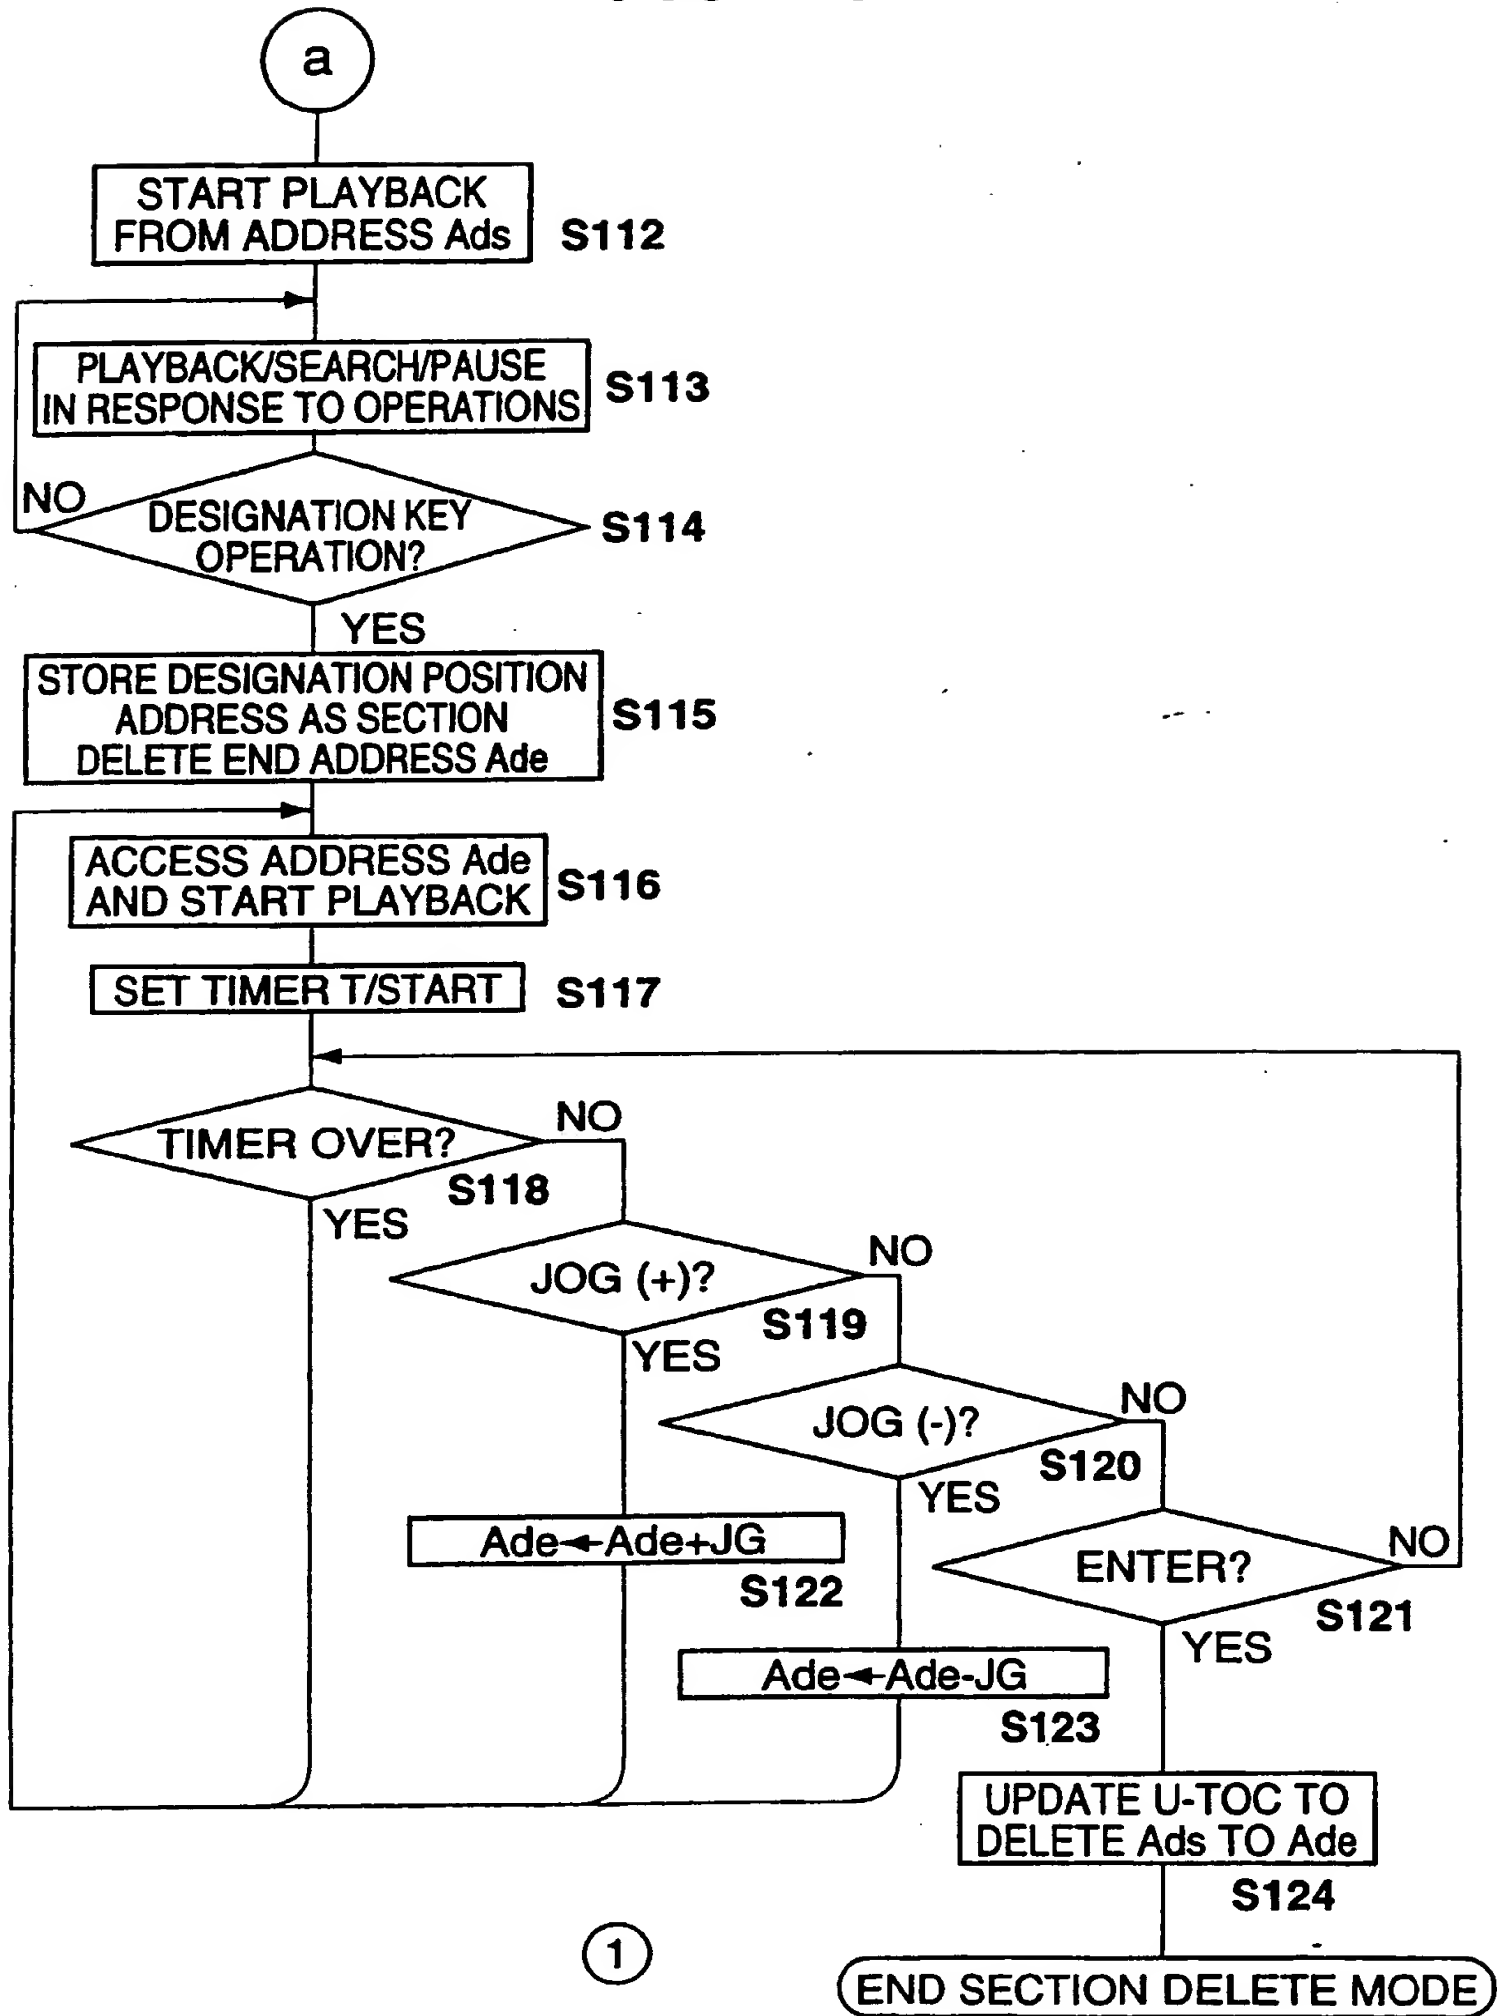 a
START PLAYBACK
FROM ADDRESS Ads
S112
PLAYBACK/SEARCH/PAUSE
IN RESPONSE TO OPERATIONS
S113
NO
DESIGNATION KEY
OPERATION?
S114
YES
STORE DESIGNATION POSITION
ADDRESS AS SECTION
DELETE END ADDRESS Ade
S115
ACCESS ADDRESS Ade
AND START PLAYBACK
S116
SET TIMER T/START
S117
TIMER OVER?
NO
S118
YES
JOG (+)?
NO
S119
YES
JOG (-)?
NO
S120
YES
Ade←Ade+JG
S122
ENTER?
NO
S121
YES
Ade←Ade-JG
S123
UPDATE U-TOC TO
DELETE Ads TO Ade
S124
1
END SECTION DELETE MODE